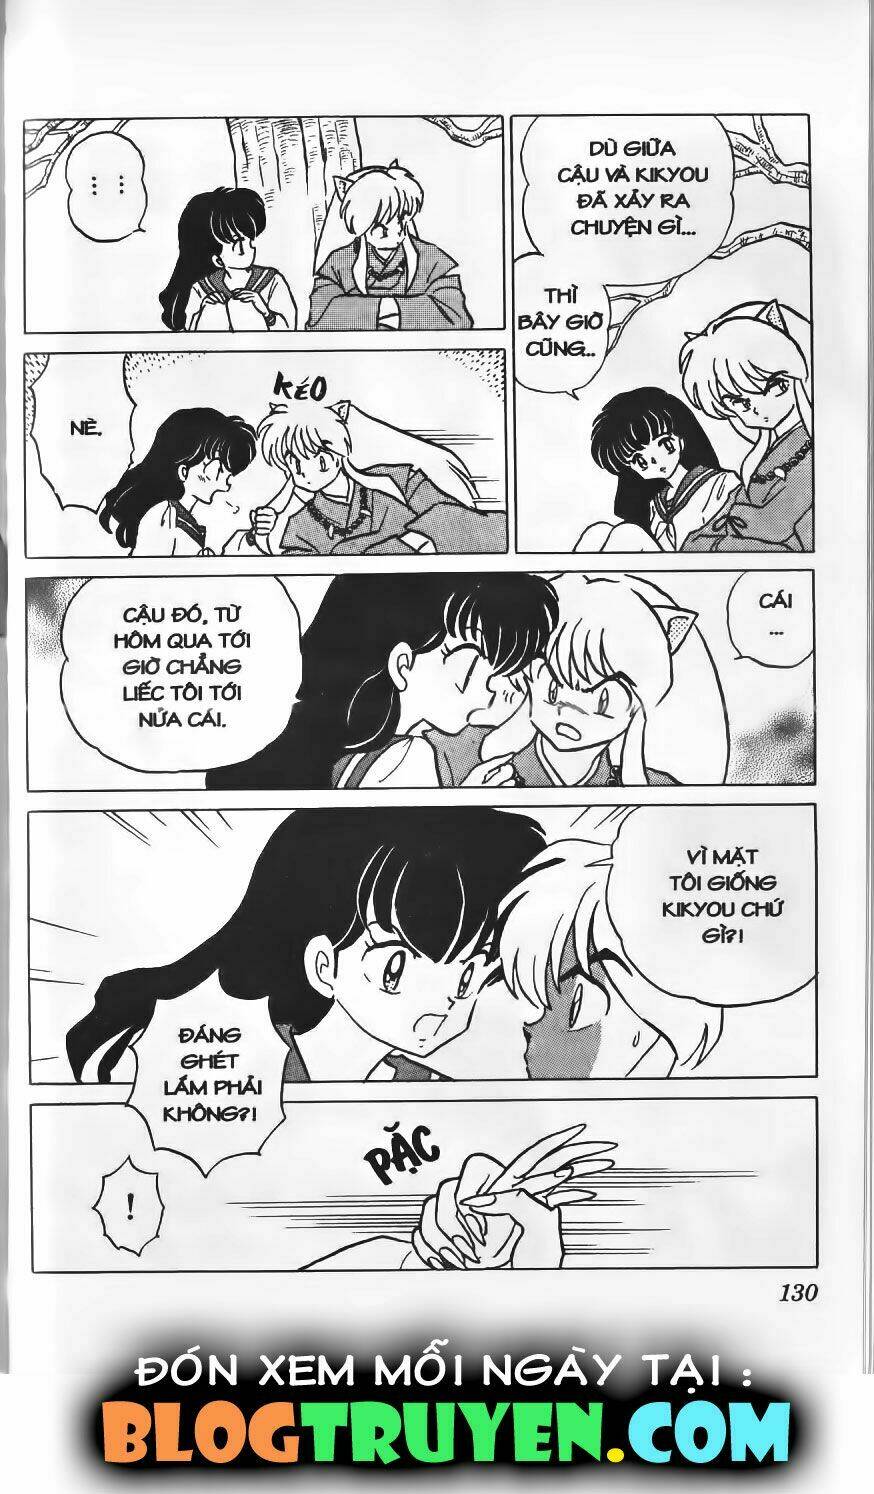 DÙ GIỮA
CẬU VÀ KIKYOU
ĐÃ XẢY RA
CHUYỆN GÌ...
THÌ
BÂY GIỜ
CŨNG...
...
...
KÉO
NÈ.
CÁI
...
CẬU ĐÓ, TỪ
HÔM QUA TỚI
GIỜ CHẲNG
LIẾC TÔI TỚI
NỬA CÁI.
VÌ MẶT
TÔI GIỐNG
KIKYOU CHỨ
GÌ?!
ĐÁNG
GHÉT
LẮM PHẢI
KHÔNG?!
PẶC
!
130
ĐÓN XEM MỖI NGÀY TẠI :
BLOGTRUYEN.COM